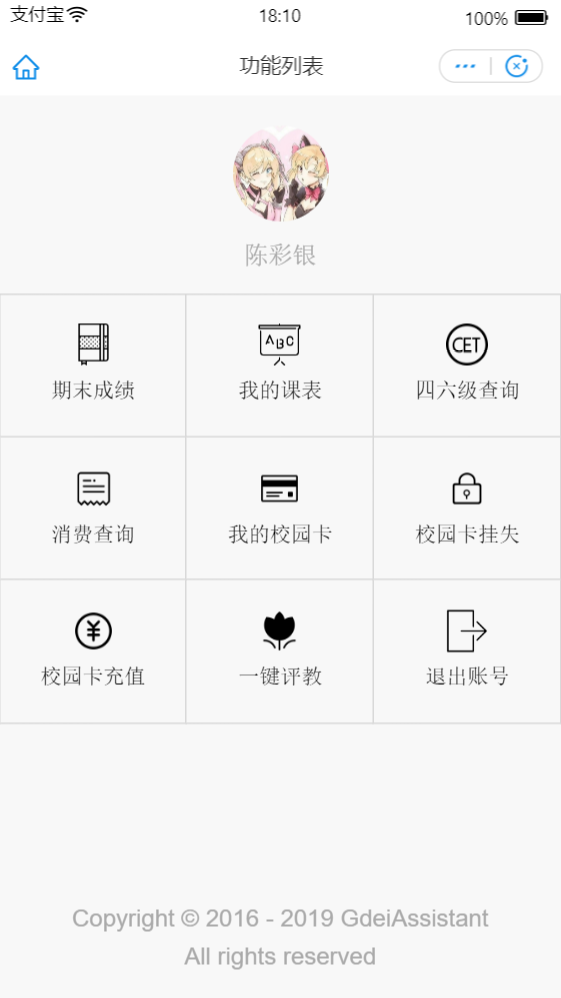 支付宝
18:10
100%
功能列表
陈彩银
ABC
CET
期末成绩
我的课表
四六级查询
消费查询
我的校园卡
校园卡挂失
¥
校园卡充值
一键评教
退出账号
Copyright © 2016 - 2019 GdeiAssistant
All rights reserved